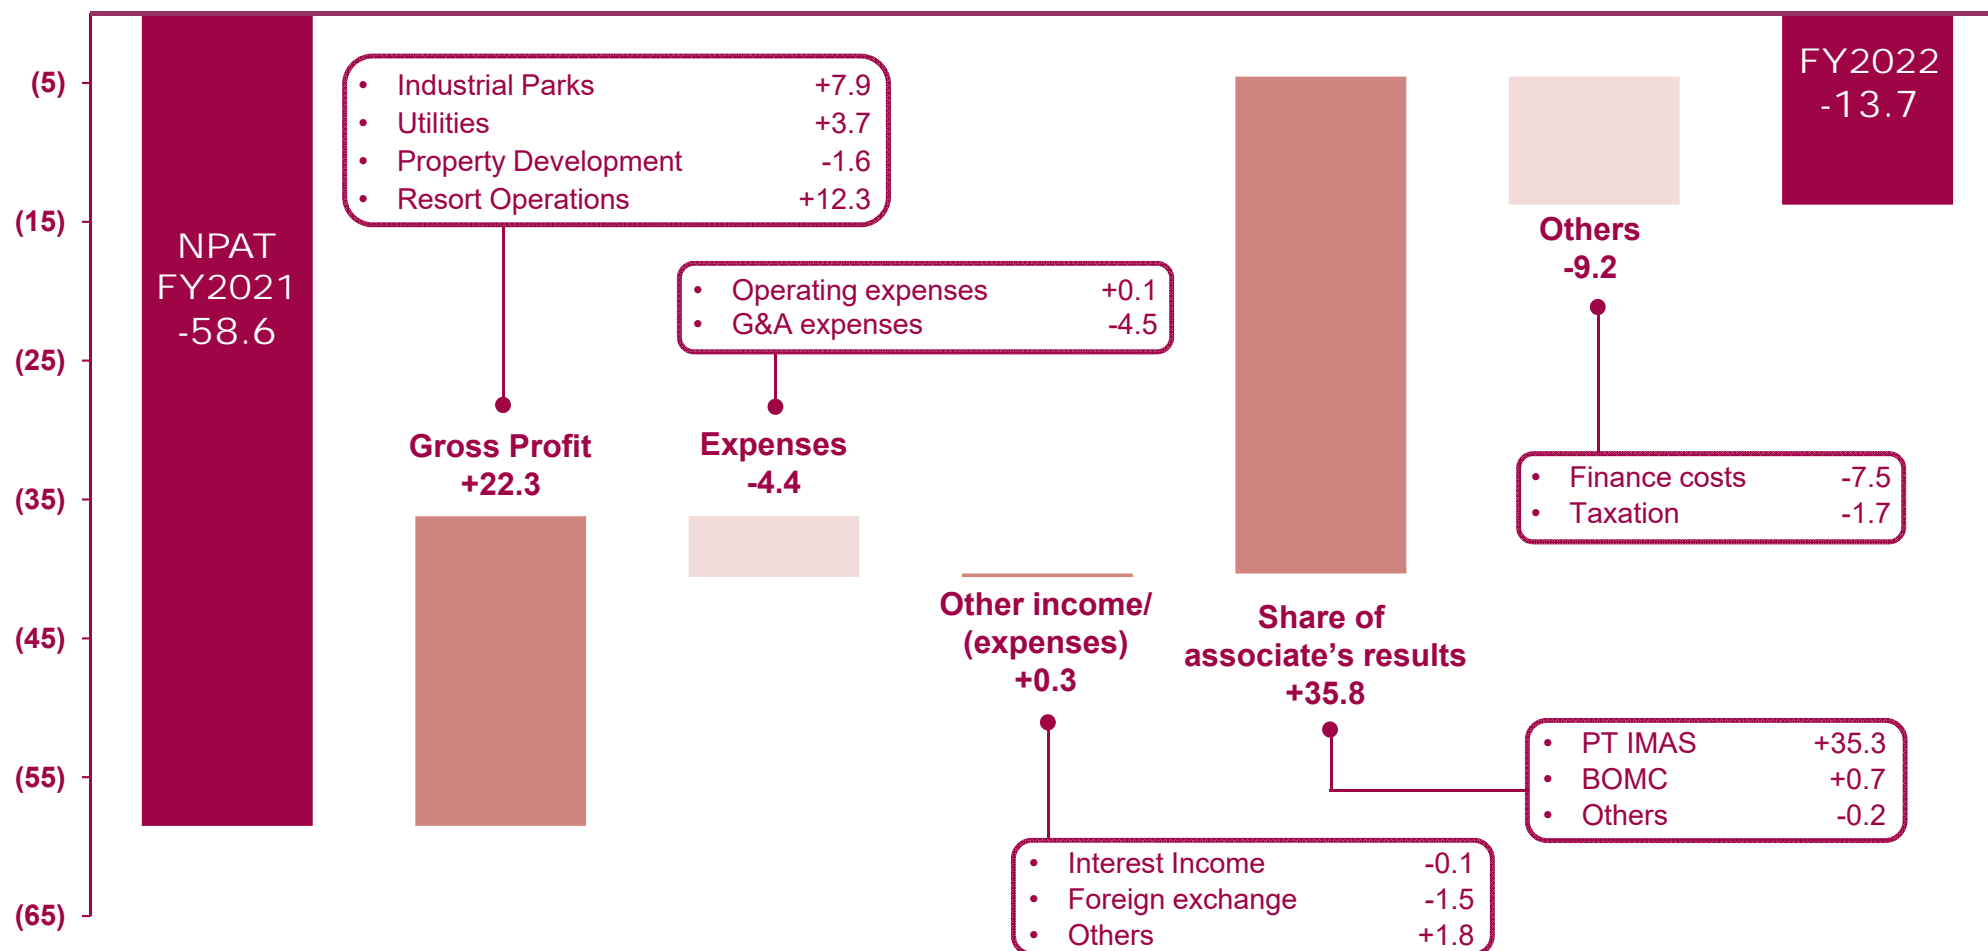 (5)
(15)
(25)
(35)
(45)
(55)
(65)
NPAT
FY2021
-58.6
• Industrial Parks +7.9
• Utilities +3.7
• Property Development -1.6
• Resort Operations +12.3
Gross Profit
+22.3
• Operating expenses +0.1
• G&A expenses -4.5
Expenses
-4.4
Other income/
(expenses)
+0.3
• Interest Income -0.1
• Foreign exchange -1.5
• Others +1.8
Share of
associate’s results
+35.8
• PT IMAS +35.3
• BOMC +0.7
• Others -0.2
Others
-9.2
• Finance costs -7.5
• Taxation -1.7
FY2022
-13.7